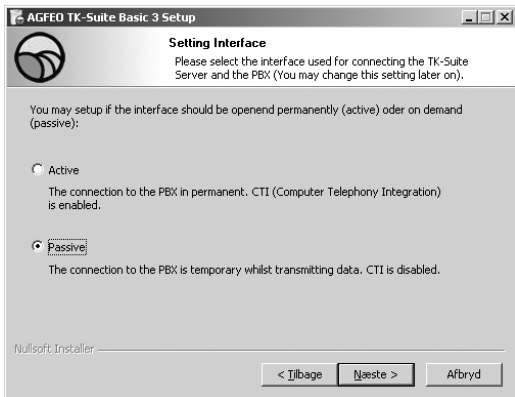 AGFEO TK-Suite Basic 3 Setup
Setting Interface
Please select the interface used for connecting the TK-Suite
Server and the PBX (You may change this setting later on).
You may setup if the interface should be openend permanently (active) oder on demand
(passive):
Active
The connection to the PBX in permanent. CTI (Computer Telephony Integration)
is enabled.
Passive
The connection to the PBX is temporary whilst transmitting data. CTI is disabled.
Nullsoft Installer
< Tilbage Næste > Afbryd